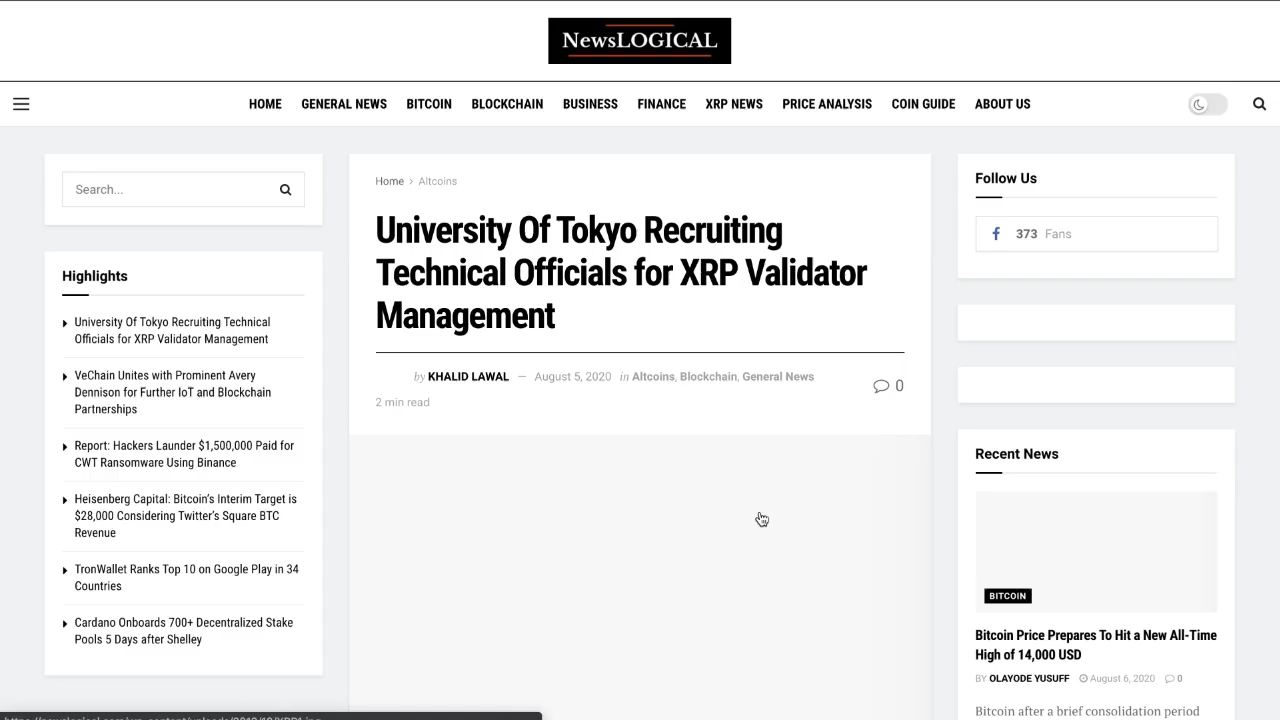 NewsLOGICAL
HOME GENERAL NEWS BITCOIN BLOCKCHAIN BUSINESS FINANCE XRP NEWS PRICE ANALYSIS COIN GUIDE ABOUT US
Search...
Highlights
University Of Tokyo Recruiting Technical
Officials for XRP Validator Management
VeChain Unites with Prominent Avery
Dennison for Further IoT and Blockchain
Partnerships
Report: Hackers Launder $1,500,000 Paid for
CWT Ransomware Using Binance
Heisenberg Capital: Bitcoin's Interim Target is
$28,000 Considering Twitter's Square BTC
Revenue
TronWallet Ranks Top 10 on Google Play in 34
Countries
Cardano Onboards 700+ Decentralized Stake
Pools 5 Days after Shelley
Home > Altcoins
University Of Tokyo Recruiting
Technical Officials for XRP Validator
Management
by KHALID LAWAL — August 5, 2020 in Altcoins, Blockchain, General News
2 min read
0
Follow Us
373 Fans
Recent News
BITCOIN
Bitcoin Price Prepares To Hit a New All-Time
High of 14,000 USD
BY OLAYODE YUSUFF August 6, 2020 0
Bitcoin after a brief consolidation period